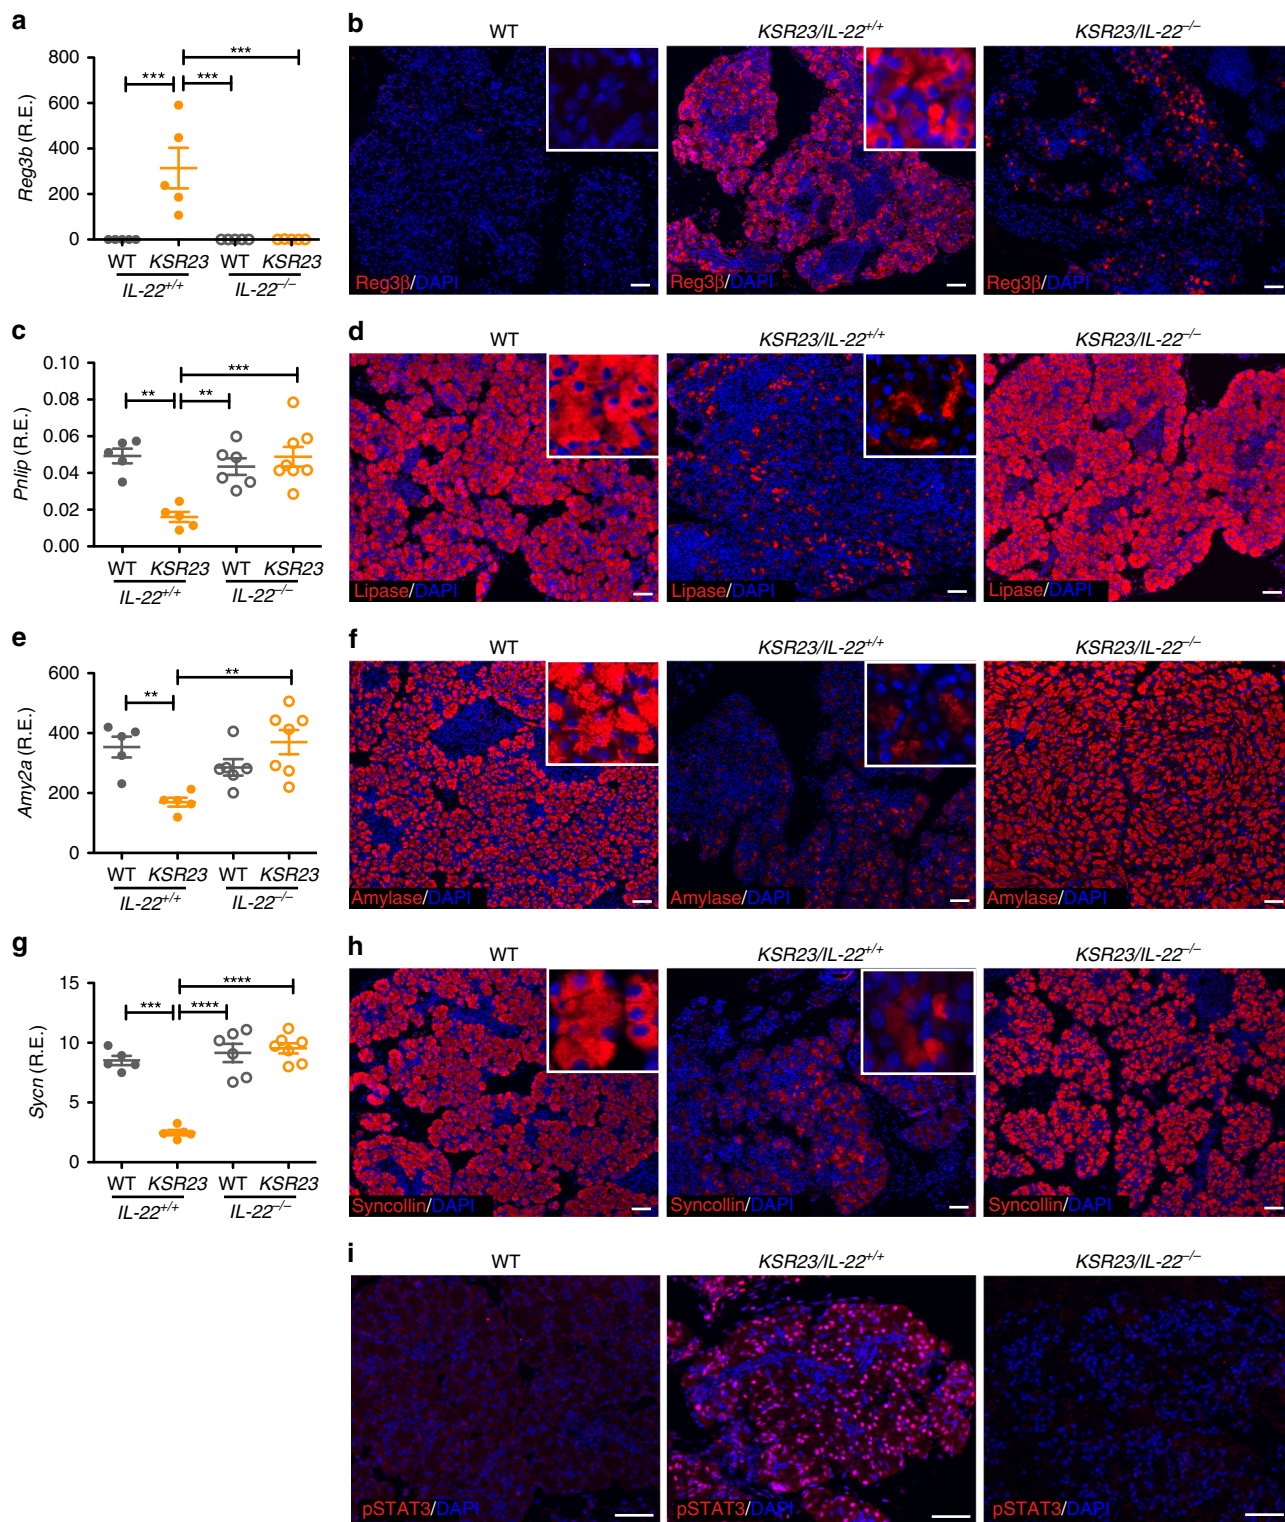 a
Reg3b (R.E.)
800
600
400
200
0
***
***
***
WT KSR23 WT KSR23
IL-22+/+ IL-22–/–
b
WT KSR23/IL-22+/+ KSR23/IL-22–/–
Reg3β/DAPI Reg3β/DAPI Reg3β/DAPI
c
Pnlip (R.E.)
0.10
0.08
0.06
0.04
0.02
0.00
***
** **
WT KSR23 WT KSR23
IL-22+/+ IL-22–/–
d
WT KSR23/IL-22+/+ KSR23/IL-22–/–
Lipase/DAPI Lipase/DAPI Lipase/DAPI
e
Amy2a (R.E.)
600
400
200
0
**
**
WT KSR23 WT KSR23
IL-22+/+ IL-22–/–
f
WT KSR23/IL-22+/+ KSR23/IL-22–/–
Amylase/DAPI Amylase/DAPI Amylase/DAPI
g
Sycn (R.E.)
15
10
5
0
****
*** ****
WT KSR23 WT KSR23
IL-22+/+ IL-22–/–
h
WT KSR23/IL-22+/+ KSR23/IL-22–/–
Syncollin/DAPI Syncollin/DAPI Syncollin/DAPI
i
WT KSR23/IL-22+/+ KSR23/IL-22–/–
pSTAT3/DAPI pSTAT3/DAPI pSTAT3/DAPI